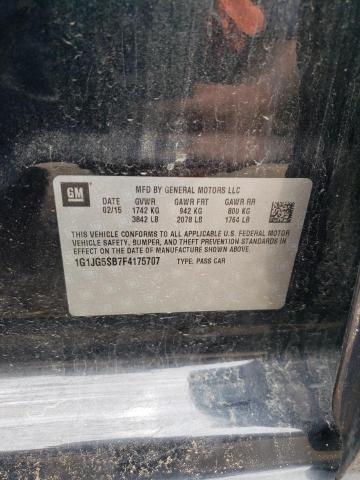 GM
MFD BY GENERAL MOTORS LLC
DATE GVWR GAWR FRT GAWR RR
02/15 1742 KG 942 KG 800 KG
3842 LB 2078 LB 1764 LB
THIS VEHICLE CONFORMS TO ALL APPLICABLE U.S. FEDERAL MOTOR
VEHICLE SAFETY, BUMPER, AND THEFT PREVENTION STANDARDS IN
EFFECT ON THE DATE OF MANUFACTURE SHOWN ABOVE.
1G1JG5SB7F4175707 TYPE: PASS CAR